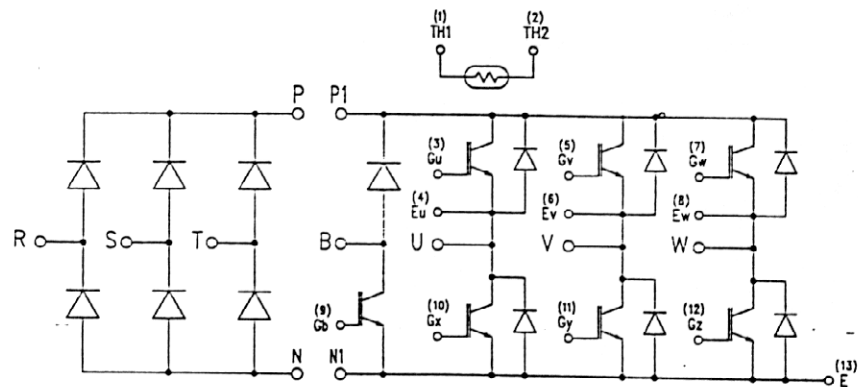 (1) (2)
TH1 TH2
P P1
(3) (5) (7)
Gu Gv Gw
(4) (6) (8)
Eu Ev Ew
R S T B U V W
(9) (10) (11) (12)
Gb Gx Gy Gz
N N1
(13)
E